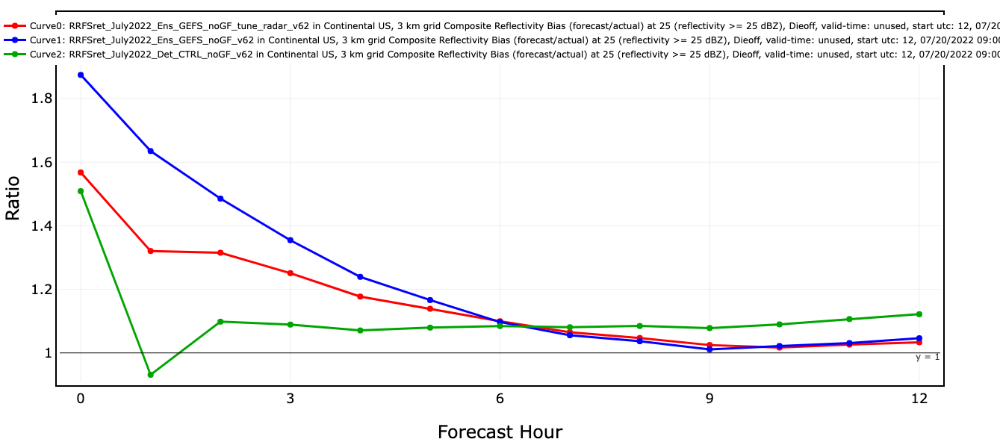 Curve0: RRFSret_July2022_Ens_GEFS_noGF_tune_radar_v62 in Continental US, 3 km grid Composite Reflectivity Bias (forecast/actual) at 25 (reflectivity >= 25 dBZ), Dieoff, valid-time: unused, start utc: 12, 07/20
Curve1: RRFSret_July2022_Ens_GEFS_noGF_v62 in Continental US, 3 km grid Composite Reflectivity Bias (forecast/actual) at 25 (reflectivity >= 25 dBZ), Dieoff, valid-time: unused, start utc: 12, 07/20/2022 09:00
Curve2: RRFSret_July2022_Det_CTRL_noGF_v62 in Continental US, 3 km grid Composite Reflectivity Bias (forecast/actual) at 25 (reflectivity >= 25 dBZ), Dieoff, valid-time: unused, start utc: 12, 07/20/2022 09:00
1.8
1.6
1.4
1.2
1
Ratio
y = 1
0 3 6 9 12
Forecast Hour